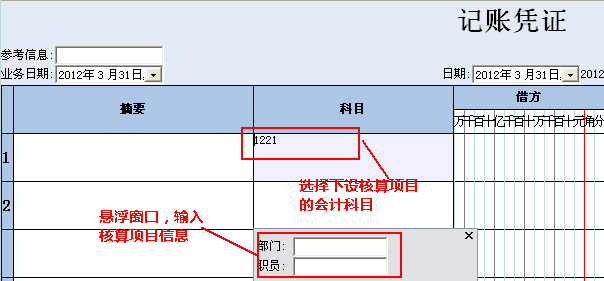 记账凭证
参考信息:
业务日期: 2012年 3 月31日, 日期: 2012年 3 月31日, 2012
摘要 科目 借方
万千百十亿千百十万千百十元角分
1 1221
选择下设核算项目
的会计科目
2
悬浮窗口，输入
核算项目信息
部门:
职员: